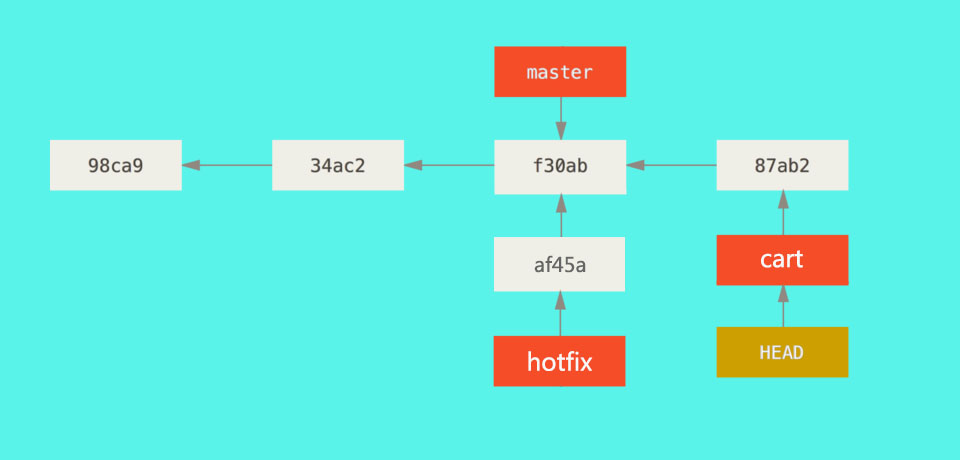 master
98ca9
34ac2
f30ab
87ab2
af45a
cart
hotfix
HEAD